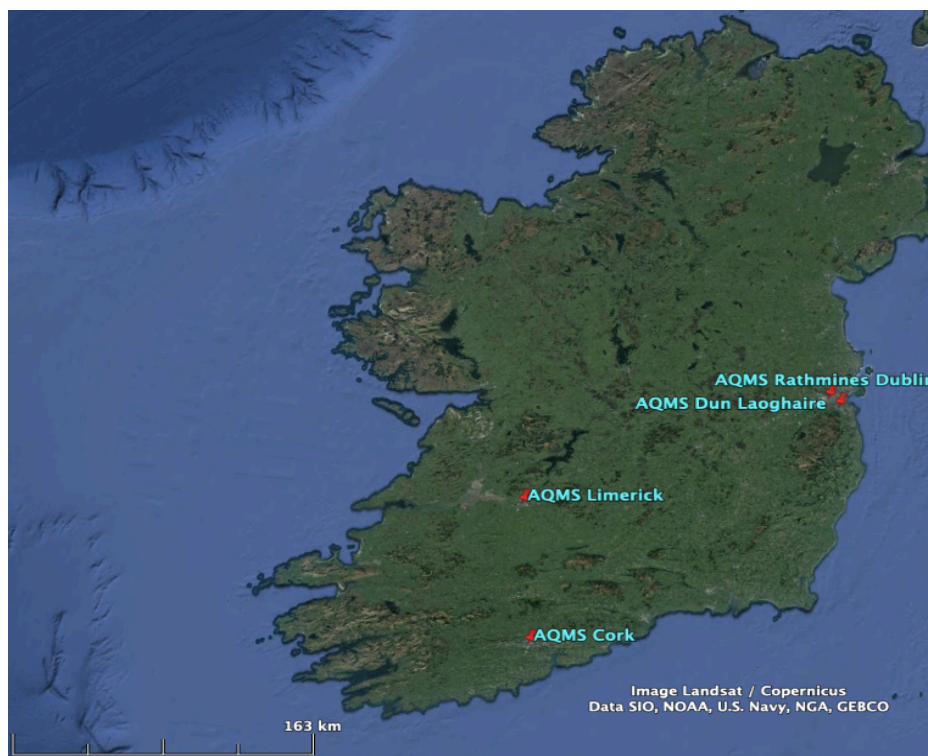 AQMS Rathmines Dublin
AQMS Dun Laoghaire
AQMS Limerick
AQMS Cork
Image Landsat / Copernicus
Data SIO, NOAA, U.S. Navy, NGA, GEBCO
163 km